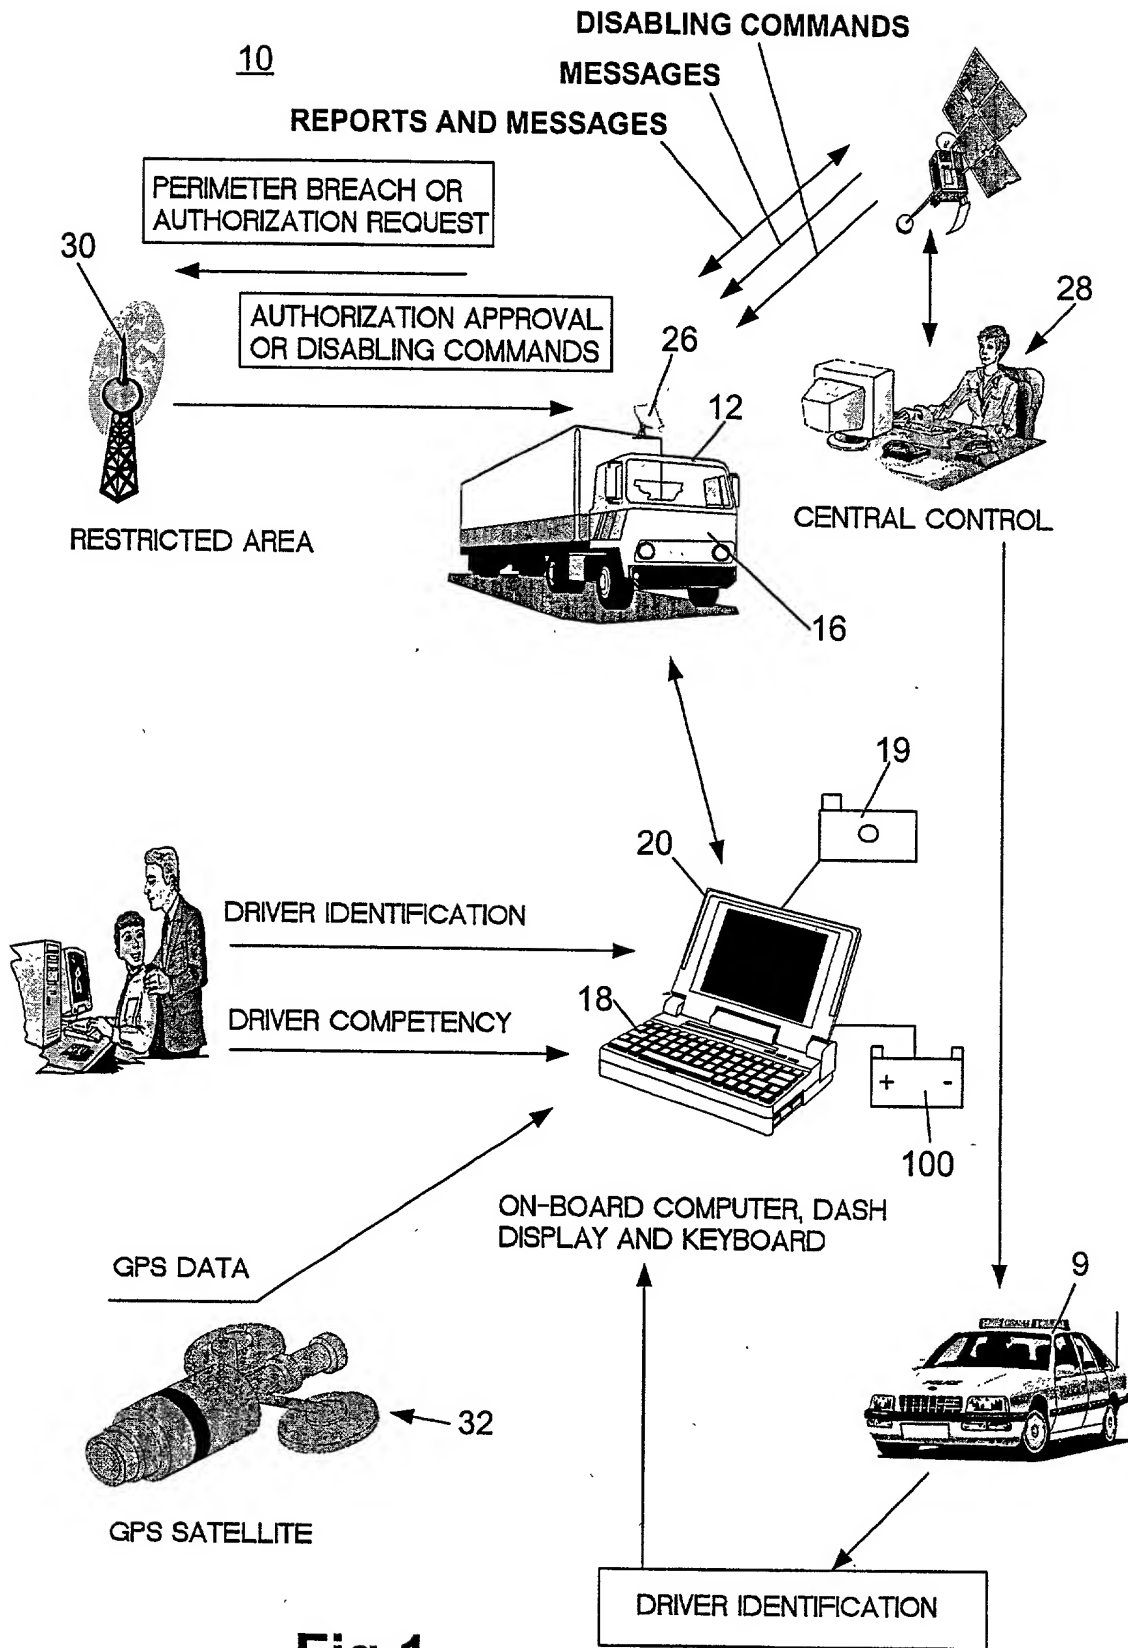 10
DISABLING COMMANDS
MESSAGES
REPORTS AND MESSAGES
PERIMETER BREACH OR
AUTHORIZATION REQUEST
30
AUTHORIZATION APPROVAL
OR DISABLING COMMANDS
26
12
28
RESTRICTED AREA
CENTRAL CONTROL
16
19
20
DRIVER IDENTIFICATION
18
DRIVER COMPETENCY
+ -
100
ON-BOARD COMPUTER, DASH
DISPLAY AND KEYBOARD
GPS DATA
9
32
GPS SATELLITE
DRIVER IDENTIFICATION
Fig 1